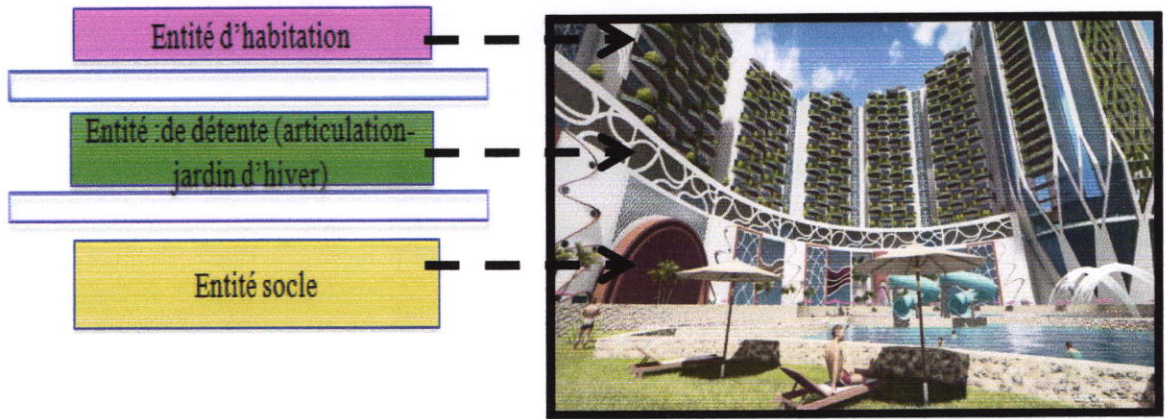 Entité d'habitation
Entité :de détente (articulation-
jardin d'hiver)
Entité socle